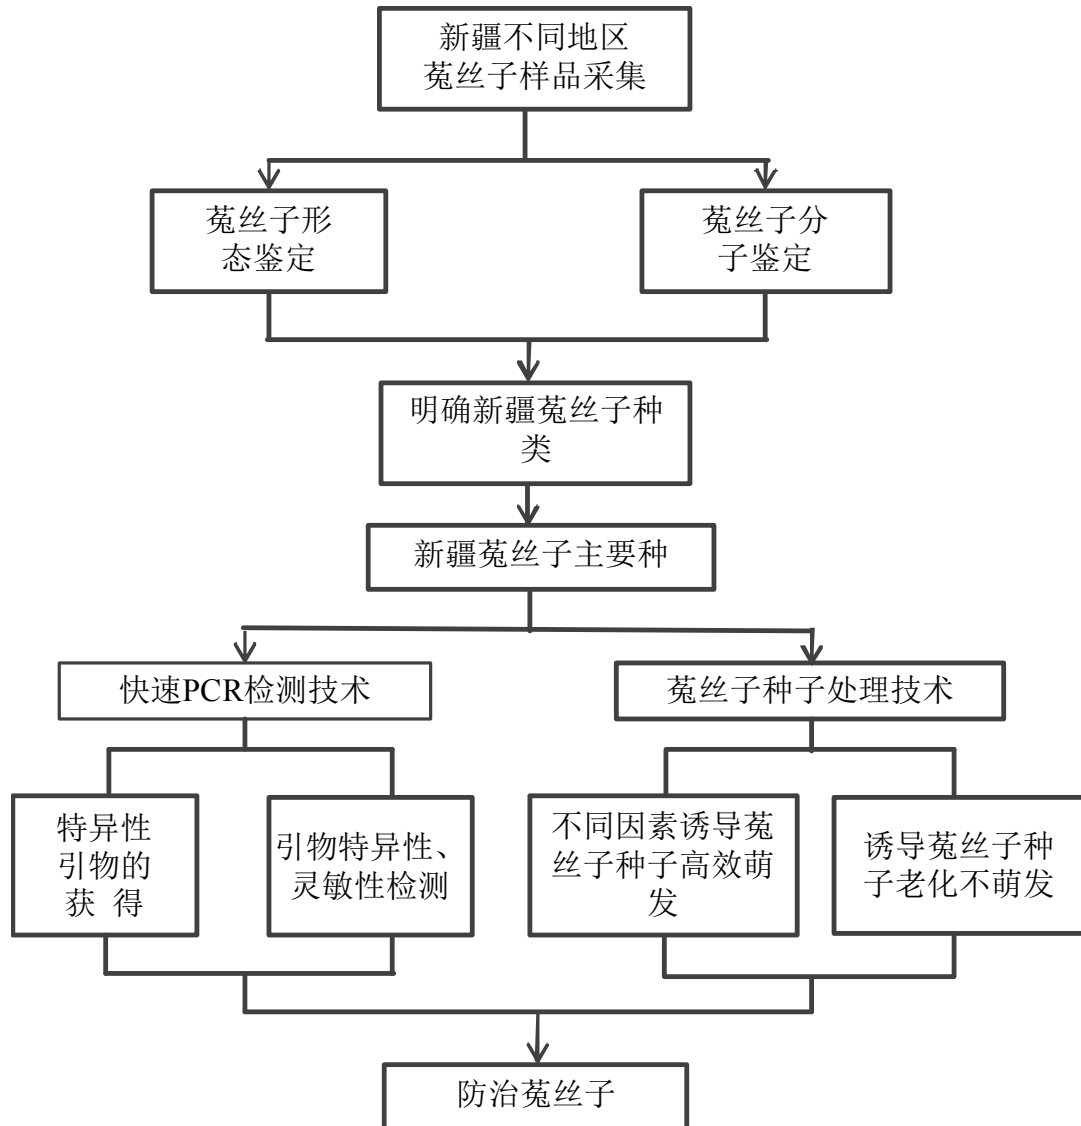 新疆不同地区
菟丝子样品采集
菟丝子形
态鉴定
菟丝子分
子鉴定
明确新疆菟丝子种
类
新疆菟丝子主要种
快速PCR检测技术
菟丝子种子处理技术
特异性
引物的
获 得
引物特异性、
灵敏性检测
不同因素诱导菟
丝子种子高效萌
发
诱导菟丝子种
子老化不萌发
防治菟丝子